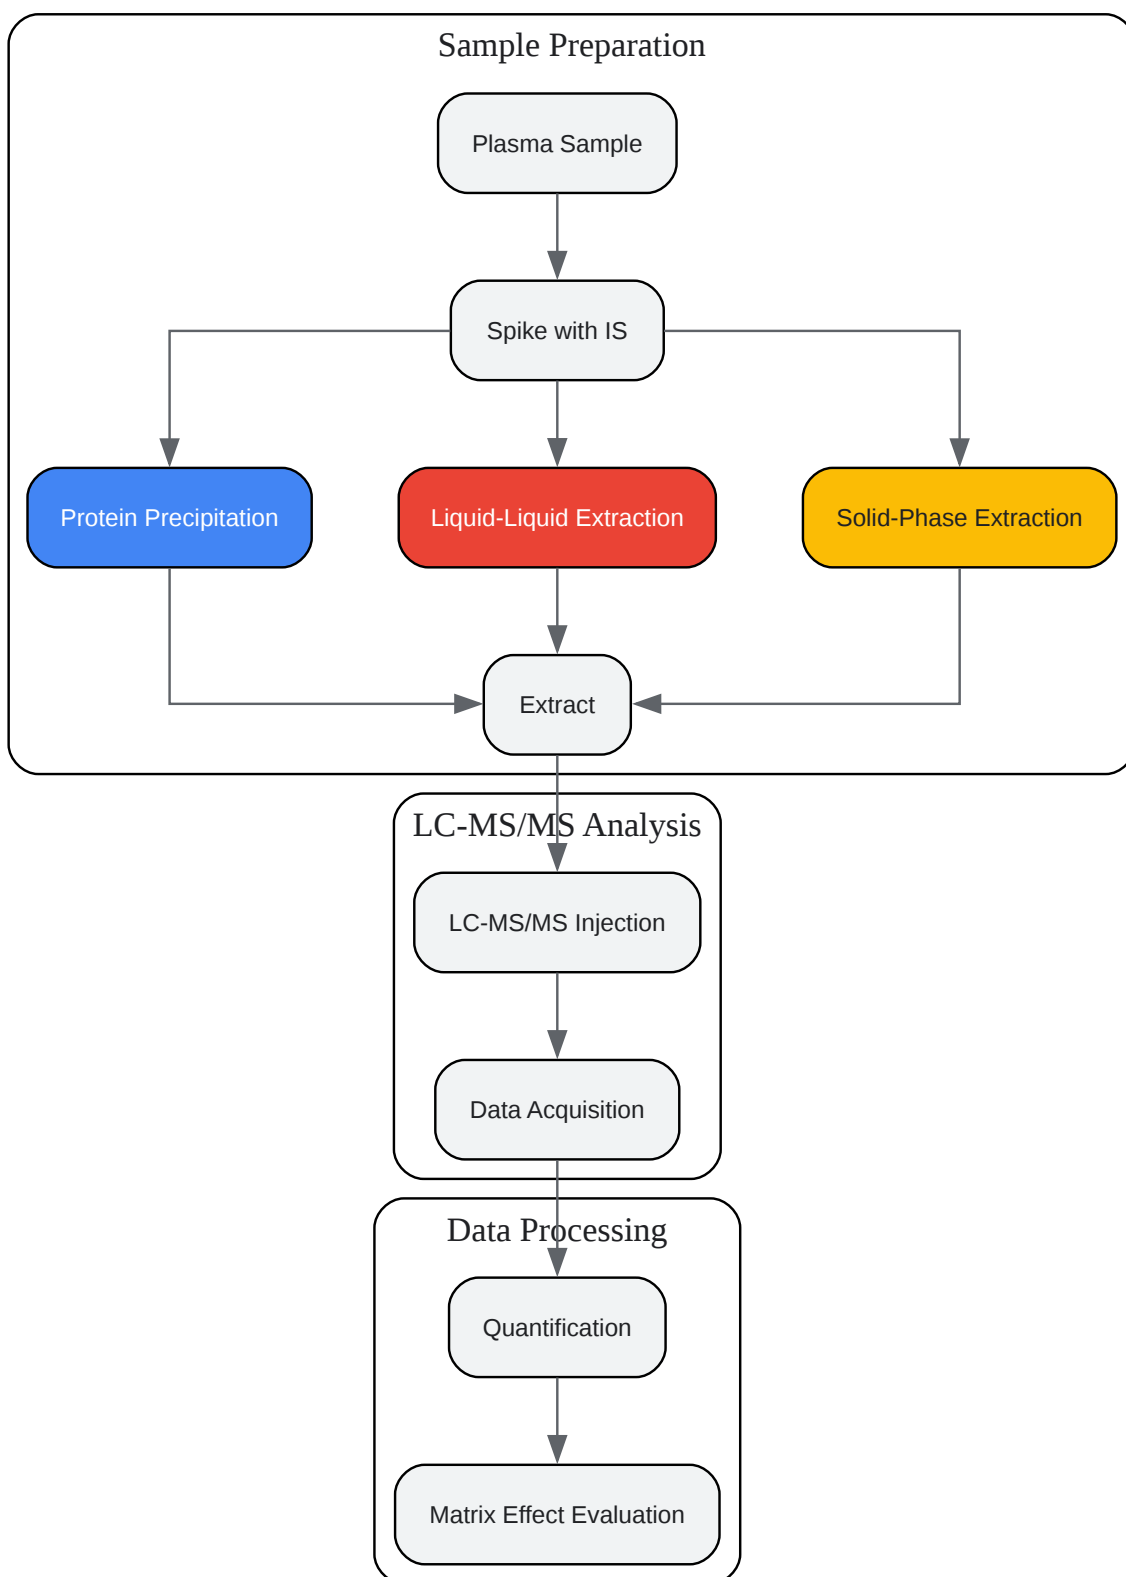 Sample Preparation
Plasma Sample
Spike with IS
Protein Precipitation
Liquid-Liquid Extraction
Solid-Phase Extraction
Extract
LC-MS/MS Analysis
LC-MS/MS Injection
Data Acquisition
Data Processing
Quantification
Matrix Effect Evaluation